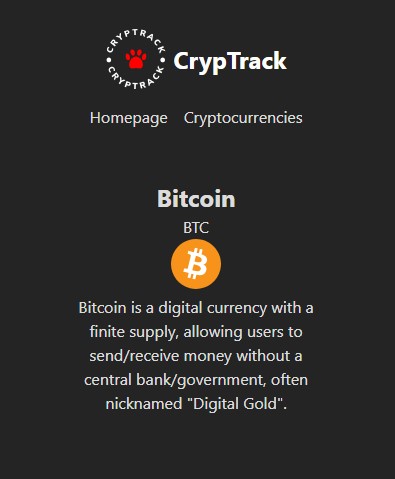 CRYPTRACK
CRYPTRACK
CrypTrack
Homepage Cryptocurrencies
Bitcoin
BTC
Bitcoin is a digital currency with a
finite supply, allowing users to
send/receive money without a
central bank/government, often
nicknamed "Digital Gold".